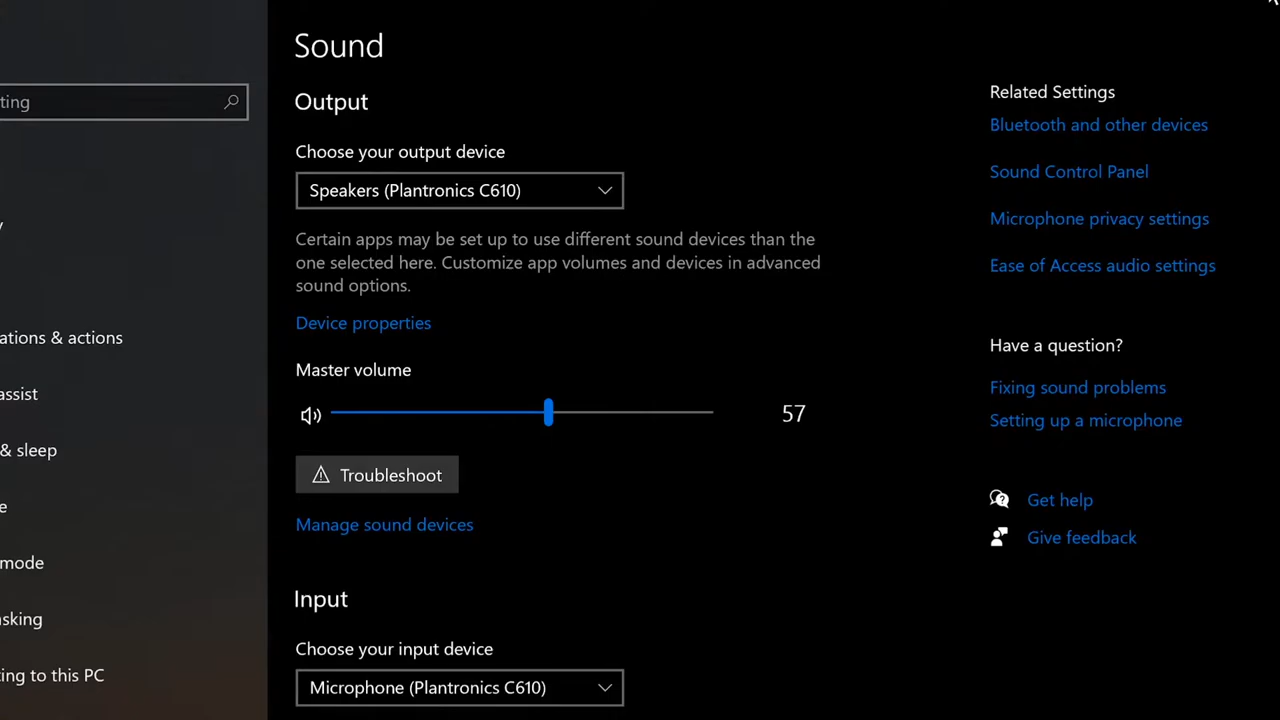 Sound
ting
Output
Choose your output device
Speakers (Plantronics C610)
Certain apps may be set up to use different sound devices than the
one selected here. Customize app volumes and devices in advanced
sound options.
Device properties
Master volume
57
Troubleshoot
Manage sound devices
Input
Choose your input device
Microphone (Plantronics C610)
y
ations & actions
assist
& sleep
e
mode
asking
ting to this PC
Related Settings
Bluetooth and other devices
Sound Control Panel
Microphone privacy settings
Ease of Access audio settings
Have a question?
Fixing sound problems
Setting up a microphone
Get help
Give feedback